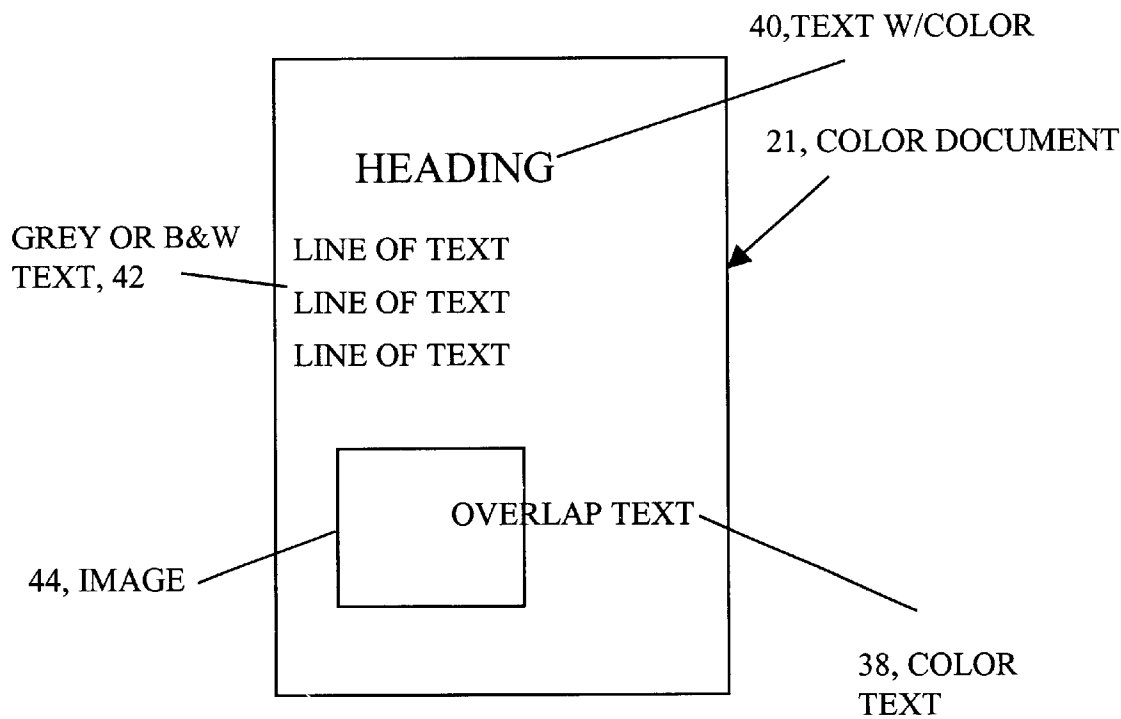 40,TEXT W/COLOR
21, COLOR DOCUMENT
HEADING
GREY OR B&W
TEXT, 42
LINE OF TEXT
LINE OF TEXT
LINE OF TEXT
OVERLAP TEXT
44, IMAGE
38, COLOR
TEXT